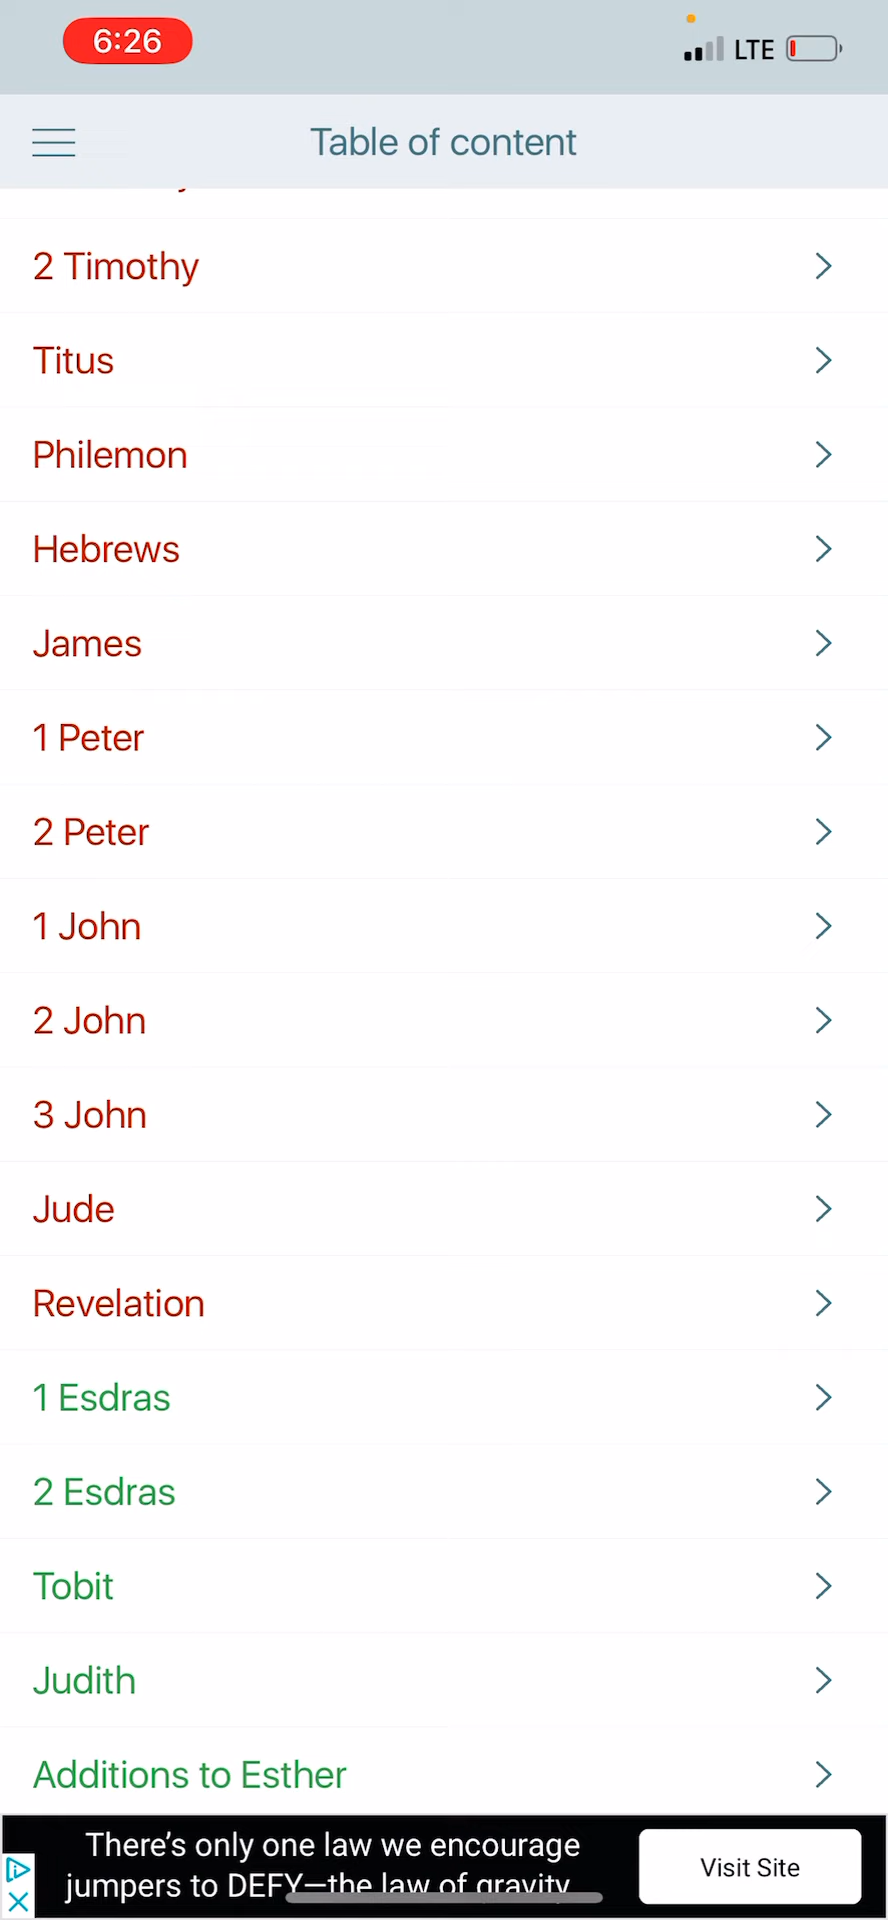 6:26
LTE
Table of content
2 Timothy
Titus
Philemon
Hebrews
James
1 Peter
2 Peter
1 John
2 John
3 John
Jude
Revelation
1 Esdras
2 Esdras
Tobit
Judith
Additions to Esther
There's only one law we encourage
jumpers to DEFY—the law of gravity
Visit Site